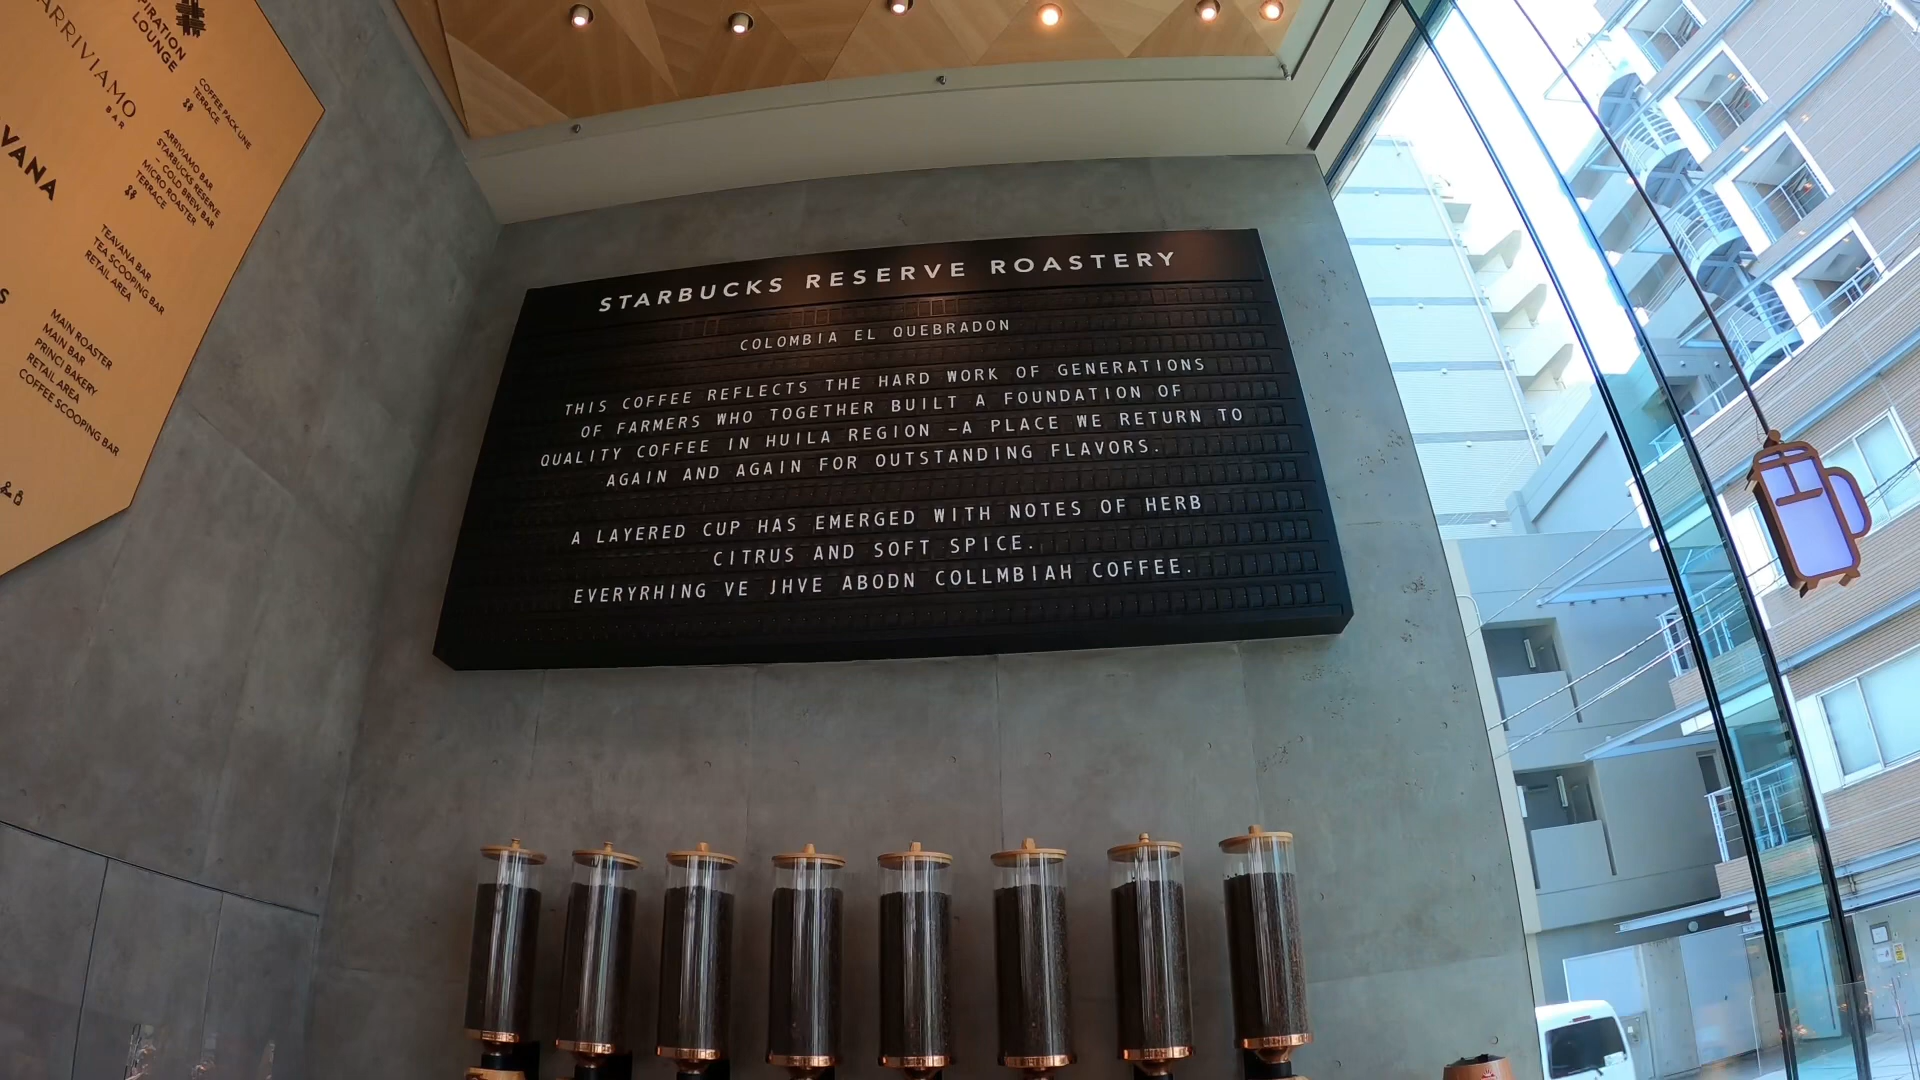 PIRATION
LOUNGE
COFFEE PACK LINE
TERRACE
ARRIVIAMO
BAR
ARRIVIAMO BAR
STARBUCKS RESERVE
– COLD BREW BAR
MICRO ROASTER
TERRACE
VANA
TEAVANA BAR
TEA SCOOPING BAR
RETAIL AREA
S
MAIN ROASTER
MAIN BAR
PRINCI BAKERY
RETAIL AREA
COFFEE SCOOPING BAR
STARBUCKS RESERVE ROASTERY
COLOMBIA EL QUEBRADON
THIS COFFEE REFLECTS THE HARD WORK OF GENERATIONS
OF FARMERS WHO TOGETHER BUILT A FOUNDATION OF
QUALITY COFFEE IN HUILA REGION -A PLACE WE RETURN TO
AGAIN AND AGAIN FOR OUTSTANDING FLAVORS.
A LAYERED CUP HAS EMERGED WITH NOTES OF HERB
CITRUS AND SOFT SPICE.
EVERYRHING VE JHVE ABODN COLLMBIAH COFFEE.